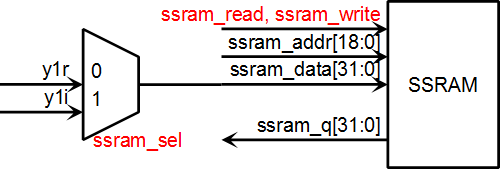 ssram_read, ssram_write
ssram_addr[18:0]
y1r
0
ssram_data[31:0]
SSRAM
y1i
1
ssram_q[31:0]
ssram_sel